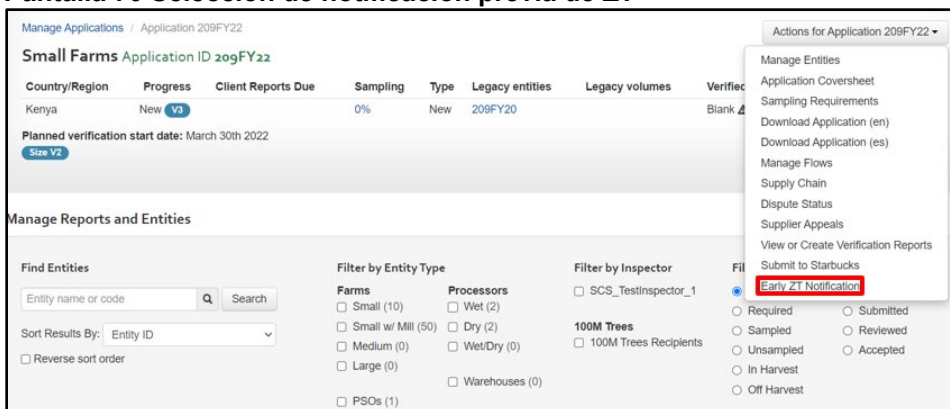 Pantalla 70 Selección de notificación previa de ZT
Manage Applications / Application 209FY22
Actions for Application 209FY22
Small Farms Application ID 209FY22
Country/Region Progress Client Reports Due Sampling Type Legacy entities Legacy volumes Verified
Kenya New V3 0% New 209FY20 Blank
Planned verification start date: March 30th 2022
Size V2
Manage Entities
Application Coversheet
Sampling Requirements
Download Application (en)
Download Application (es)
Manage Flows
Supply Chain
Dispute Status
Supplier Appeals
View or Create Verification Reports
Submit to Starbucks
Early ZT Notification
Manage Reports and Entities
Find Entities
Entity name or code Search
Sort Results By: Entity ID
Reverse sort order
Filter by Entity Type
Farms
Small (10)
Small w/ Mill (50)
Medium (0)
Large (0)
PSOs (1)
Processors
Wet (2)
Dry (2)
Wet/Dry (0)
Warehouses (0)
Filter by Inspector
SCS_TestInspector_1
100M Trees
100M Trees Recipients
Fil
Required
Sampled
Unsampled
In Harvest
Off Harvest
Submitted
Reviewed
Accepted